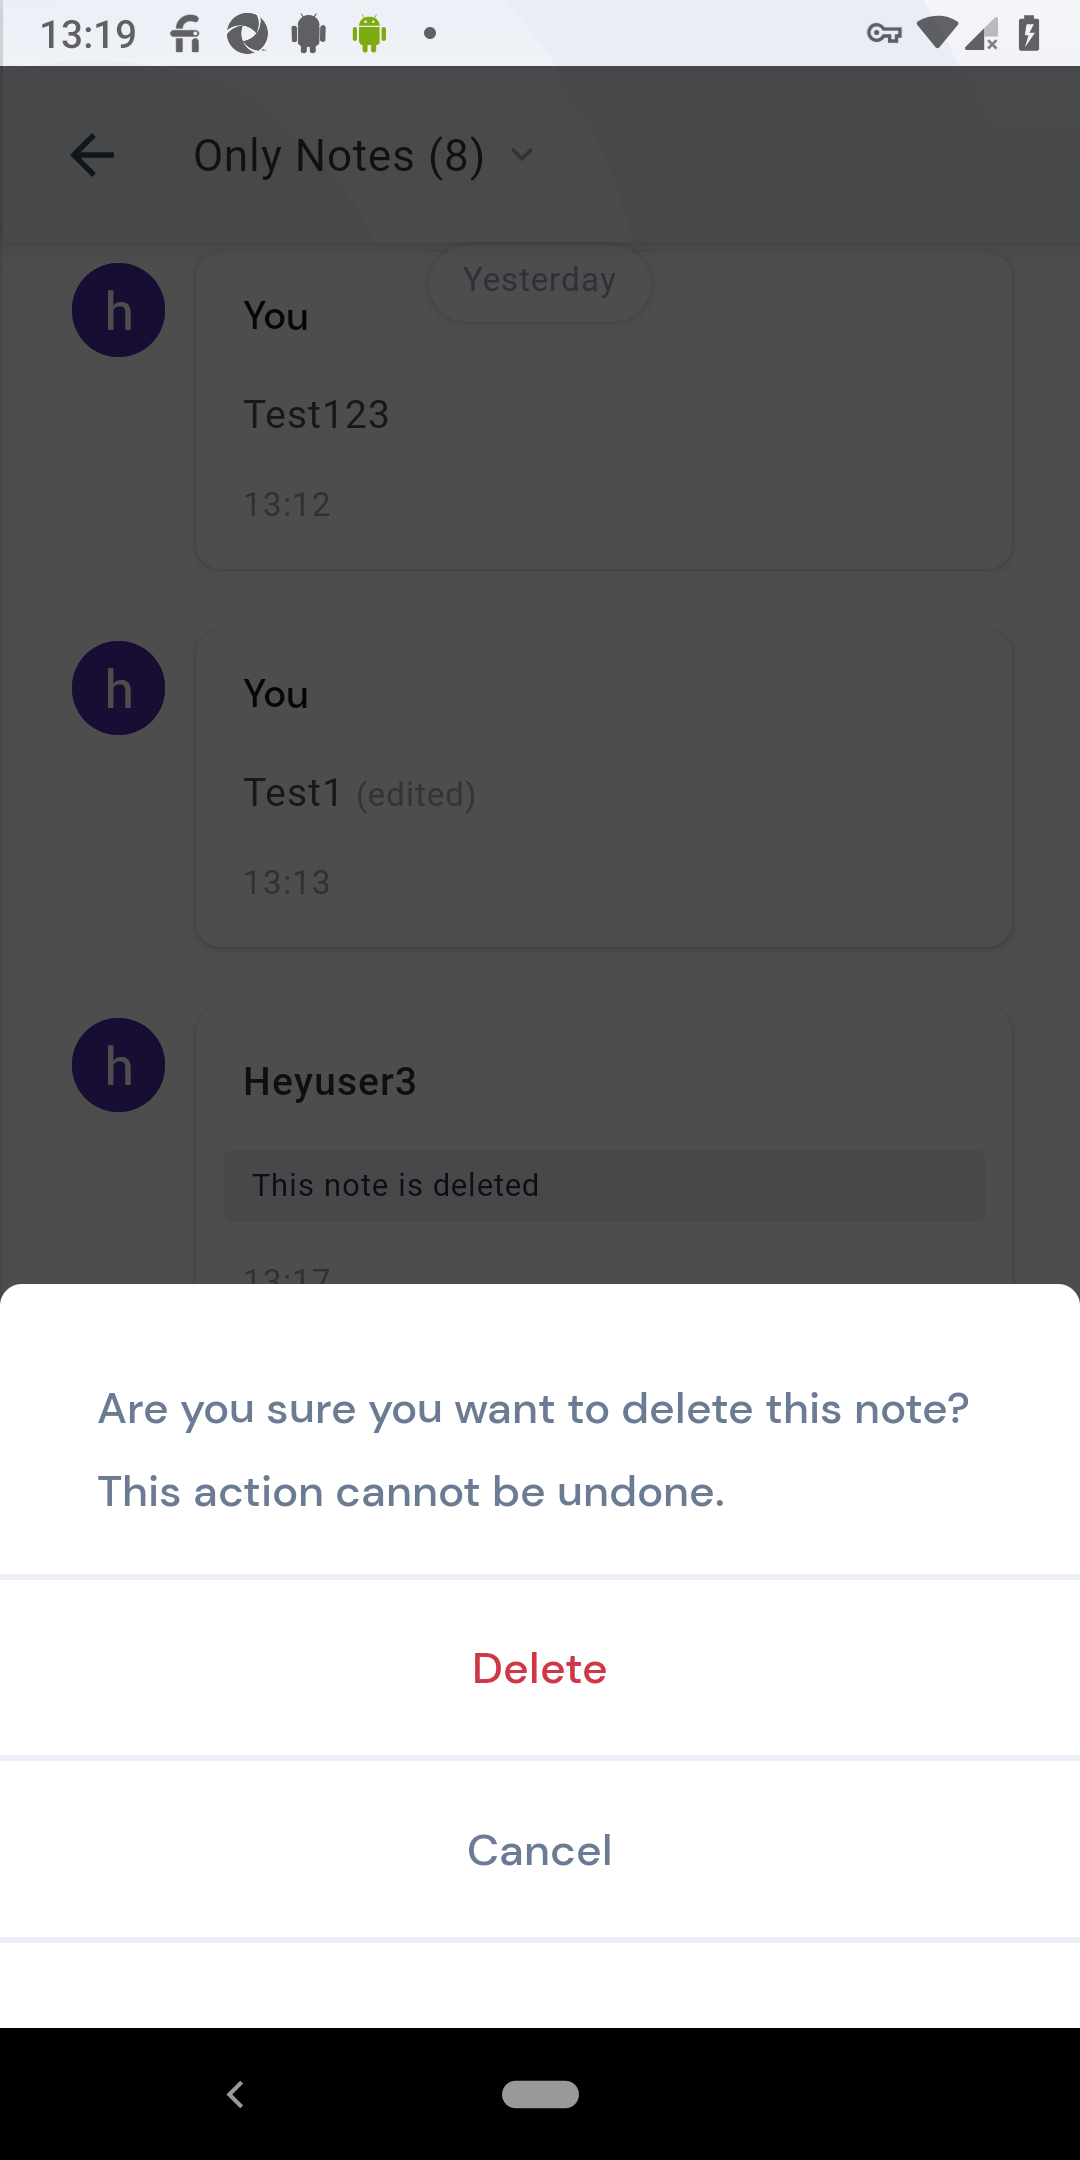 13:19
Only Notes (8)
Yesterday
h
You
Test123
13:12
h
You
Test1 (edited)
13:13
h
Heyuser3
This note is deleted
13:17
Are you sure you want to delete this note?
This action cannot be undone.
Delete
Cancel